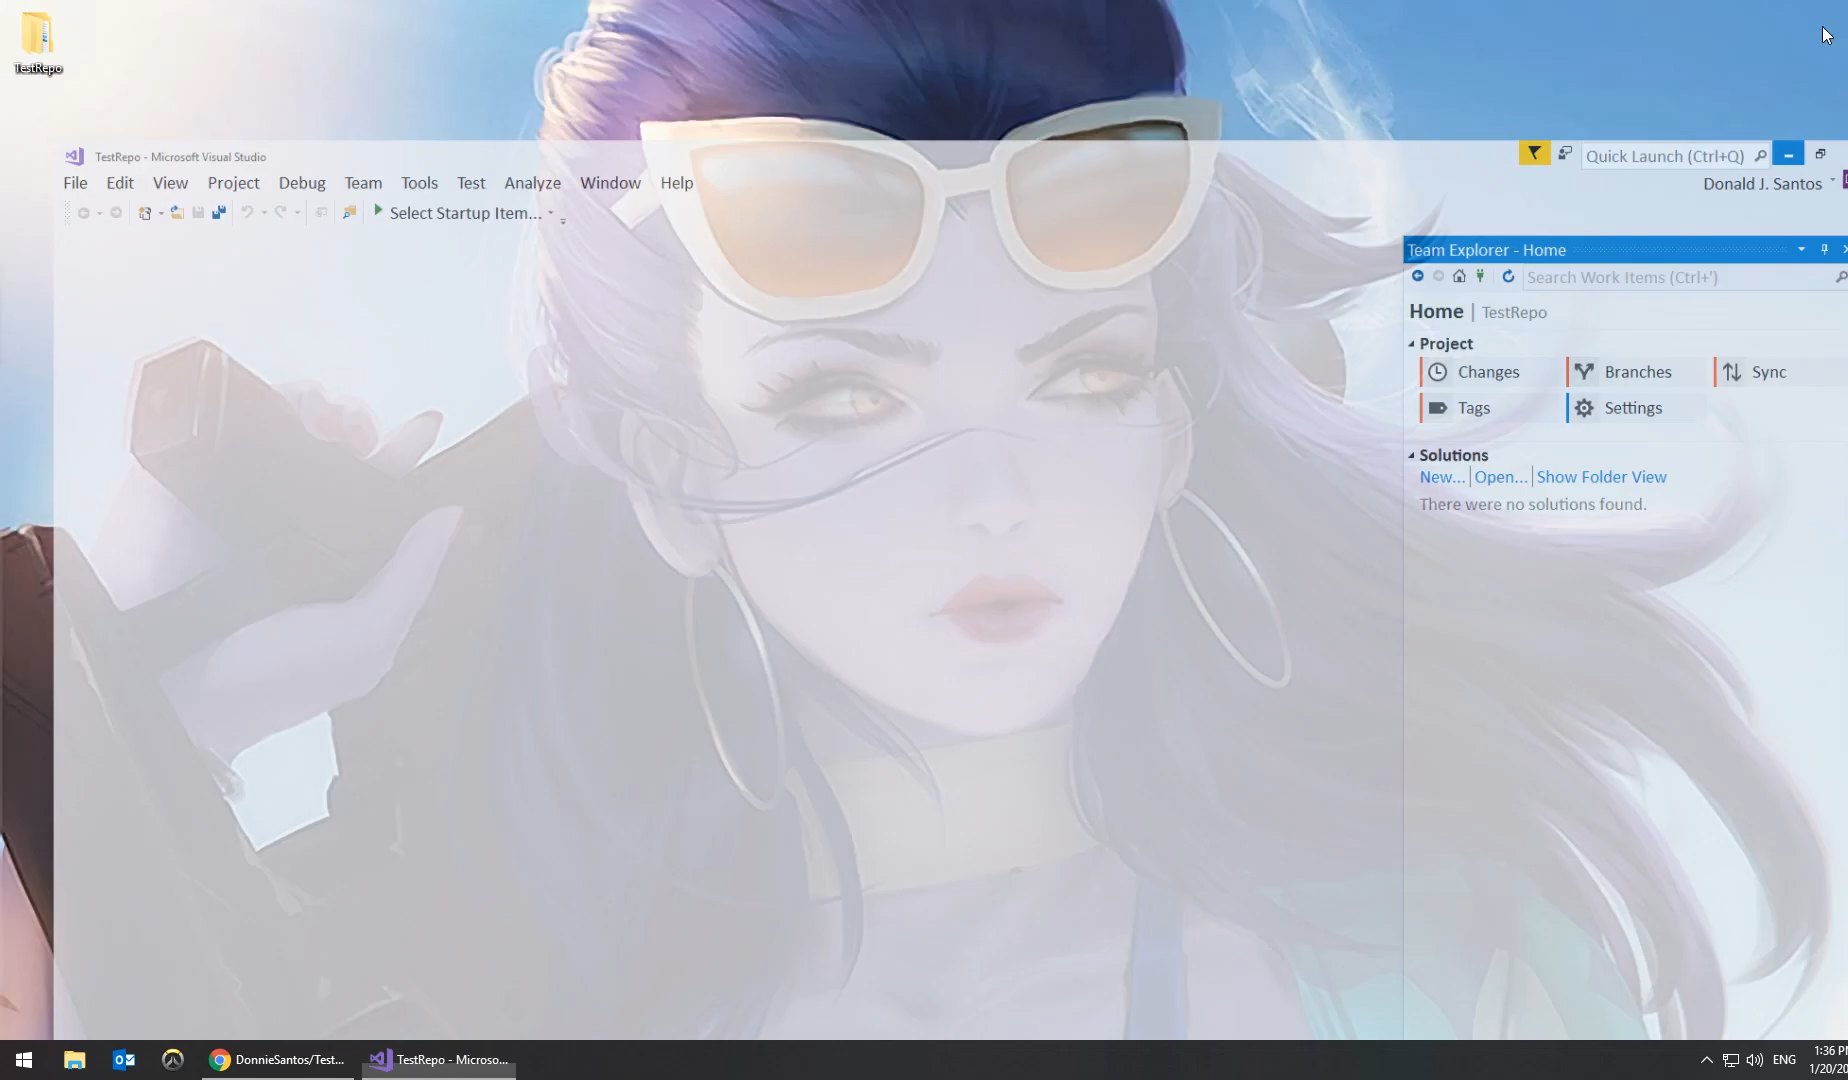 TestRepo
TestRepo - Microsoft Visual Studio
Quick Launch (Ctrl+Q)
File Edit View Project Debug Team Tools Test Analyze Window Help
Donald J. Santos
Select Startup Item...
Team Explorer - Home
Search Work Items (Ctrl+')
Home | TestRepo
Project
Changes Branches Sync
Tags Settings
Solutions
New... Open... Show Folder View
There were no solutions found.
DonnieSantos/Test... TestRepo - Microso... ENG
1:36 P
1/20/20